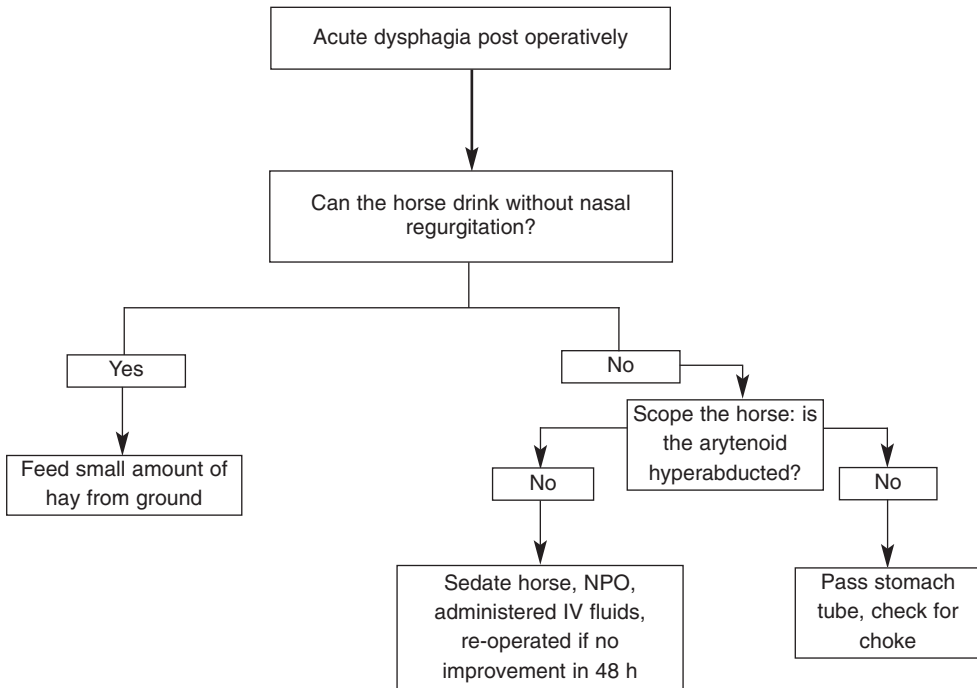 Acute dysphagia post operatively
Can the horse drink without nasal
regurgitation?
Yes
No
Feed small amount of
hay from ground
Scope the horse: is
the arytenoid
hyperabducted?
No
No
Sedate horse, NPO,
administered IV fluids,
re-operated if no
improvement in 48 h
Pass stomach
tube, check for
choke